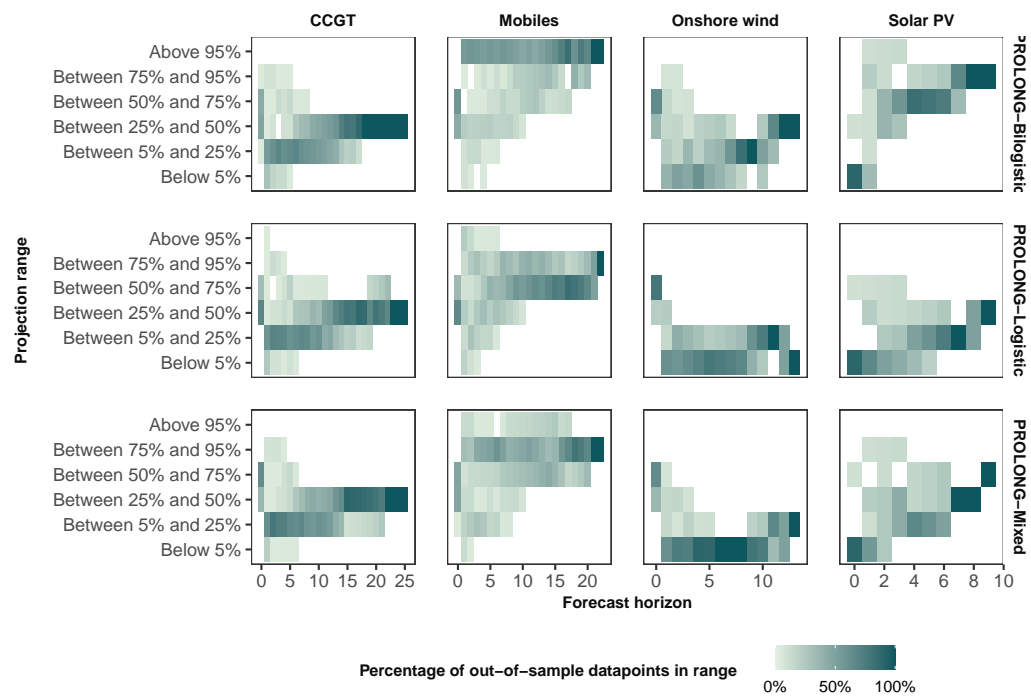 CCGT Mobiles Onshore wind Solar PV
Above 95%
Between 75% and 95%
Between 50% and 75%
Between 25% and 50%
Between 5% and 25%
Below 5%
PROLONG−Bilogistic
Above 95%
Between 75% and 95%
Between 50% and 75%
Between 25% and 50%
Between 5% and 25%
Below 5%
PROLONG−Logistic
Projection range
Above 95%
Between 75% and 95%
Between 50% and 75%
Between 25% and 50%
Between 5% and 25%
Below 5%
PROLONG−Mixed
0 5 10 15 20 25 0 5 10 15 20 0 5 10 0 2 4 6 8 10
Forecast horizon
Percentage of out−of−sample datapoints in range
0% 50% 100%